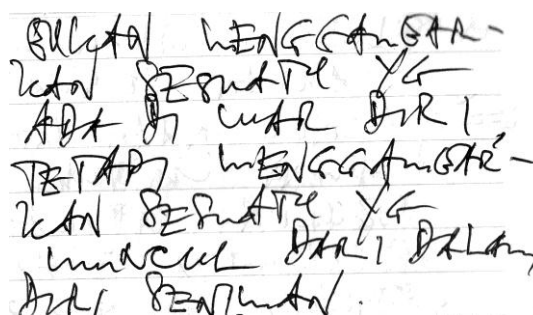 BUKAN MENGGAMBAR-
KAN SESUATU YG
ADA DI LUAR DIRI
TETAPI MENGGAMBAR-
KAN SESUATU YG
MUNCUL DARI DALAM
DIRI SENIMAN.